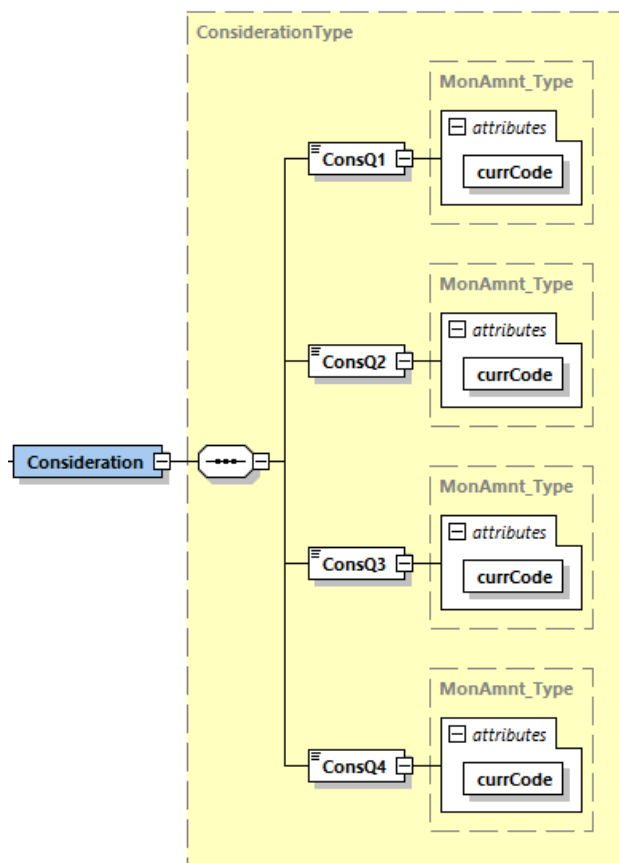 ConsiderationType
MonAmnt_Type
attributes
ConsQ1
currCode
MonAmnt_Type
attributes
ConsQ2
currCode
Consideration
MonAmnt_Type
attributes
ConsQ3
currCode
MonAmnt_Type
attributes
ConsQ4
currCode